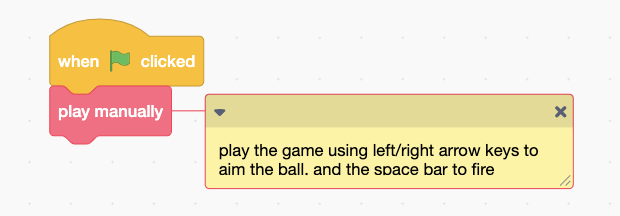 when clicked
play manually
play the game using left/right arrow keys to
aim the ball, and the space bar to fire